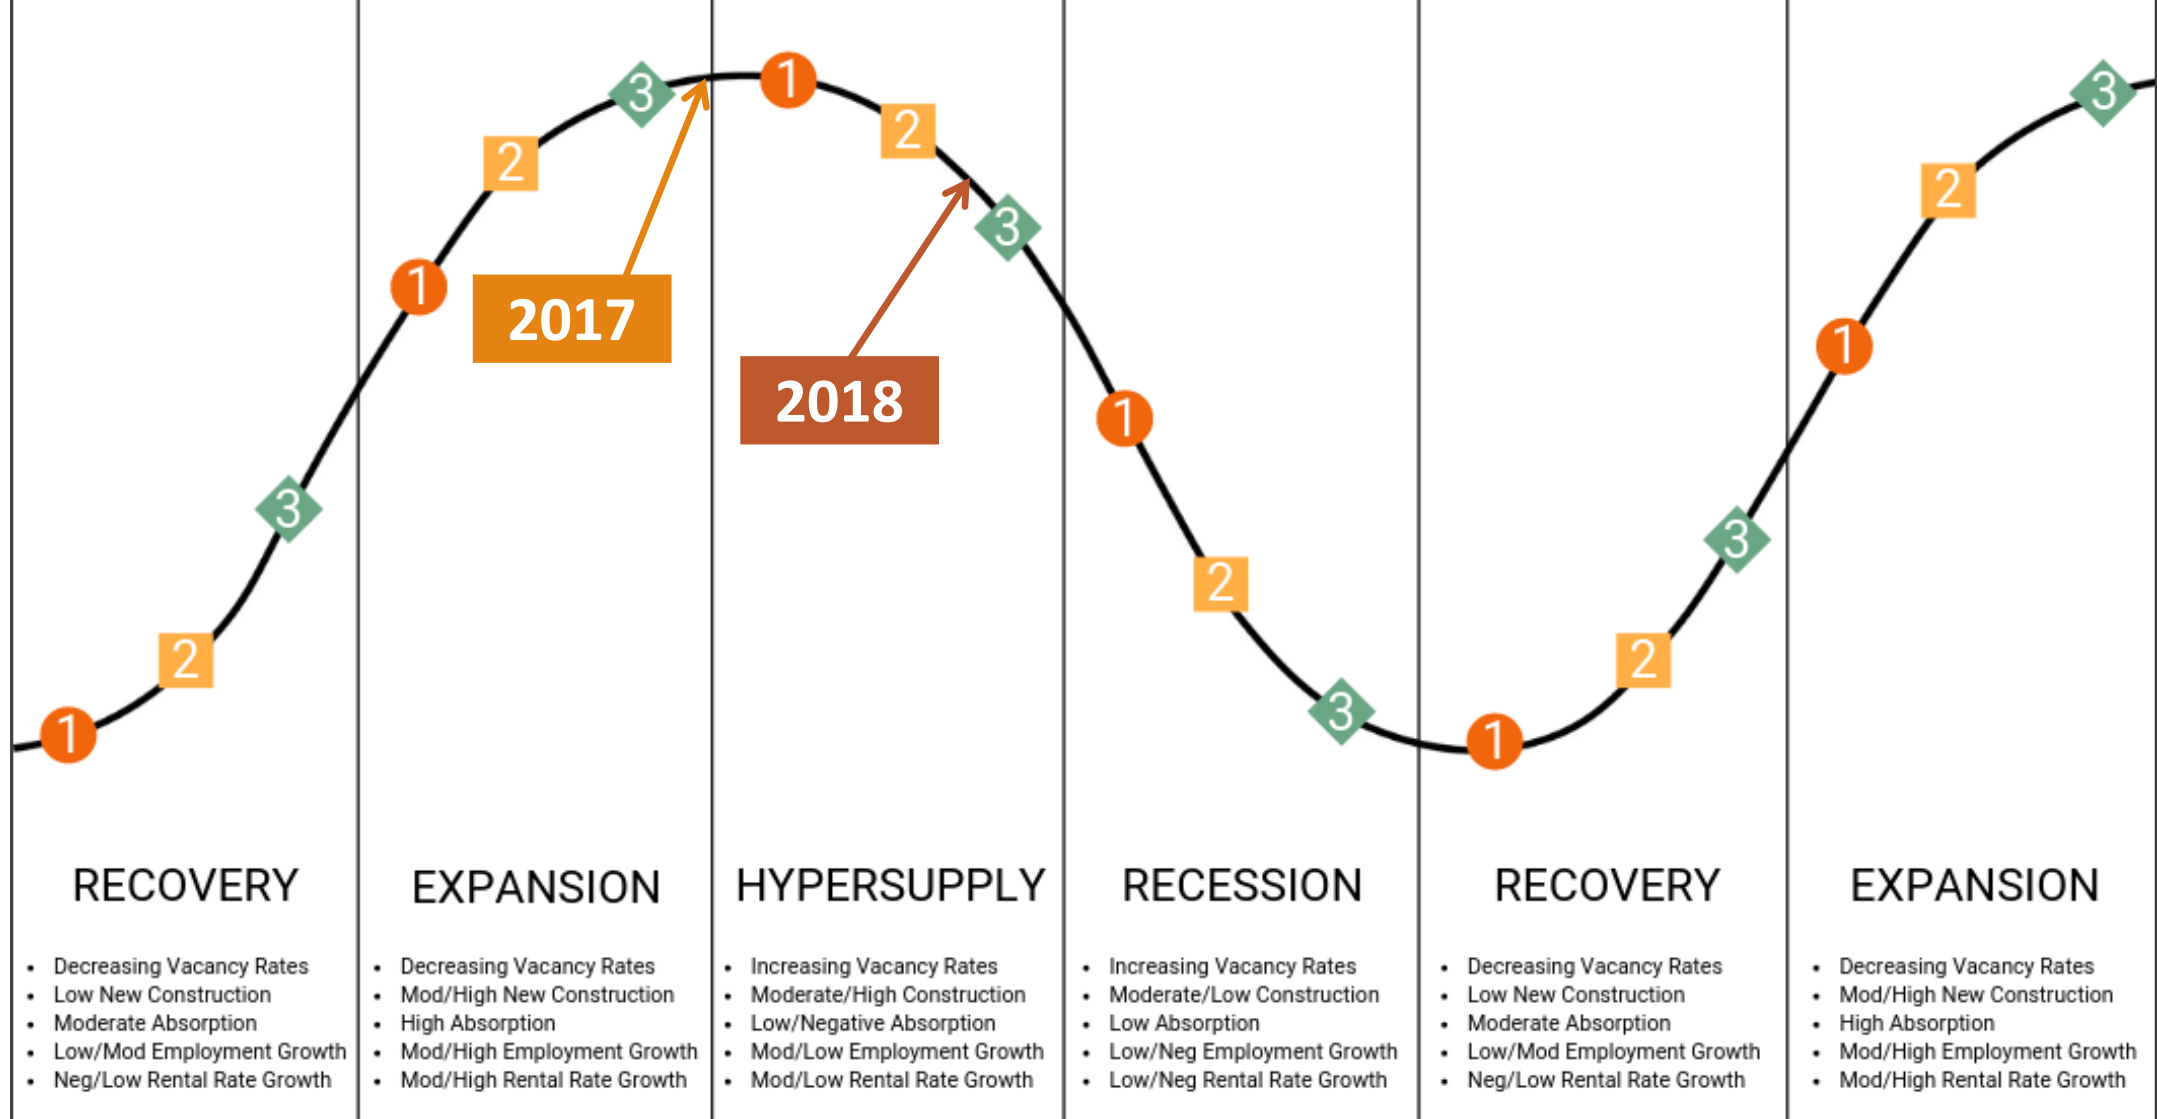 3
1
3
2
2
2
2017
3
1
1
2018
1
3
3
2
2
2
3
1
1
RECOVERY
EXPANSION
HYPERSUPPLY
RECESSION
RECOVERY
EXPANSION
• Decreasing Vacancy Rates
• Low New Construction
• Moderate Absorption
• Low/Mod Employment Growth
• Neg/Low Rental Rate Growth
• Decreasing Vacancy Rates
• Mod/High New Construction
• High Absorption
• Mod/High Employment Growth
• Mod/High Rental Rate Growth
• Increasing Vacancy Rates
• Moderate/High Construction
• Low/Negative Absorption
• Mod/Low Employment Growth
• Mod/Low Rental Rate Growth
• Increasing Vacancy Rates
• Moderate/Low Construction
• Low Absorption
• Low/Neg Employment Growth
• Low/Neg Rental Rate Growth
• Decreasing Vacancy Rates
• Low New Construction
• Moderate Absorption
• Low/Mod Employment Growth
• Neg/Low Rental Rate Growth
• Decreasing Vacancy Rates
• Mod/High New Construction
• High Absorption
• Mod/High Employment Growth
• Mod/High Rental Rate Growth